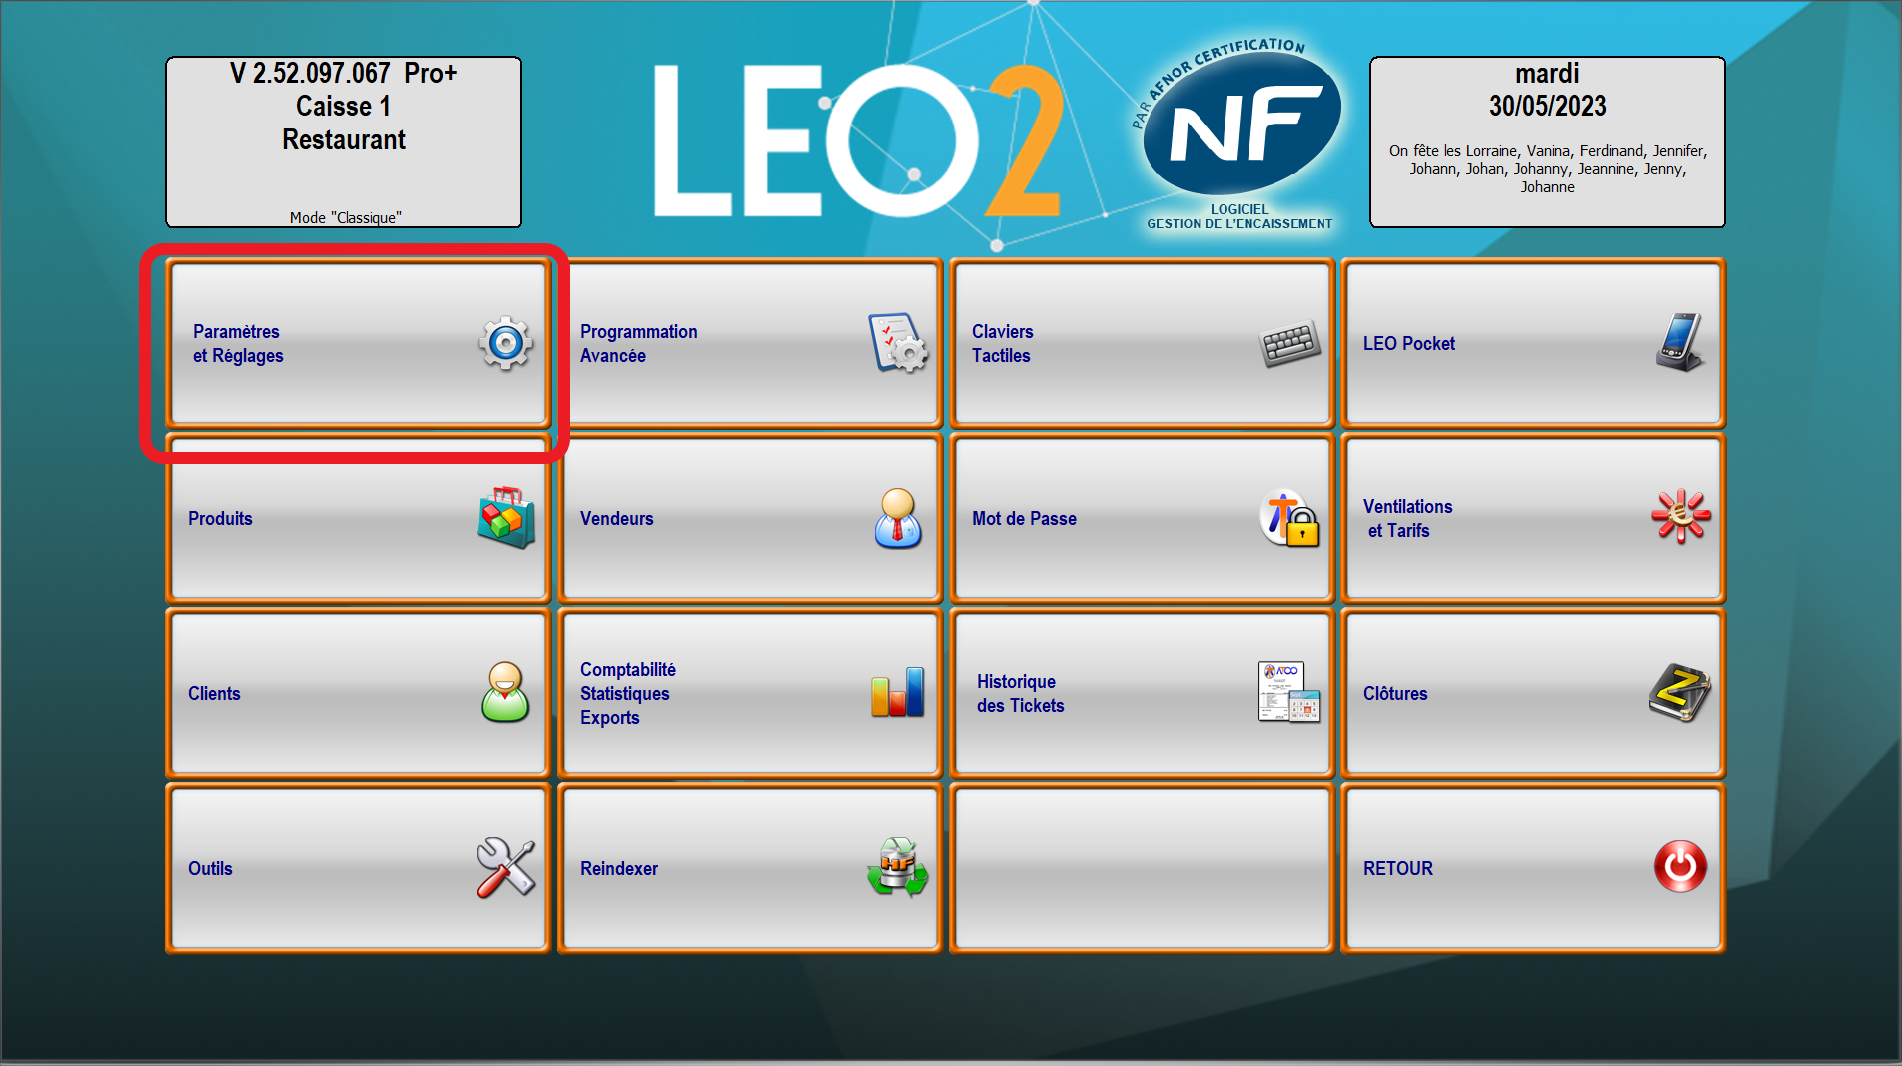 V 2.52.097.067 Pro+
Caisse 1
Restaurant
Mode "Classique"
LEO2
PAR AFNOR CERTIFICATION
NF
LOGICIEL
GESTION DE L'ENCAISSEMENT
mardi
30/05/2023
On fête les Lorraine, Vanina, Ferdinand, Jennifer,
Johann, Johan, Johanny, Jeannine, Jenny,
Johanne
Paramètres
et Réglages
Programmation
Avancée
Claviers
Tactiles
LEO Pocket
Produits
Vendeurs
Mot de Passe
Ventilations
et Tarifs
Clients
Comptabilité
Statistiques
Exports
Historique
des Tickets
Clôtures
Outils
Reindexer
HF
RETOUR